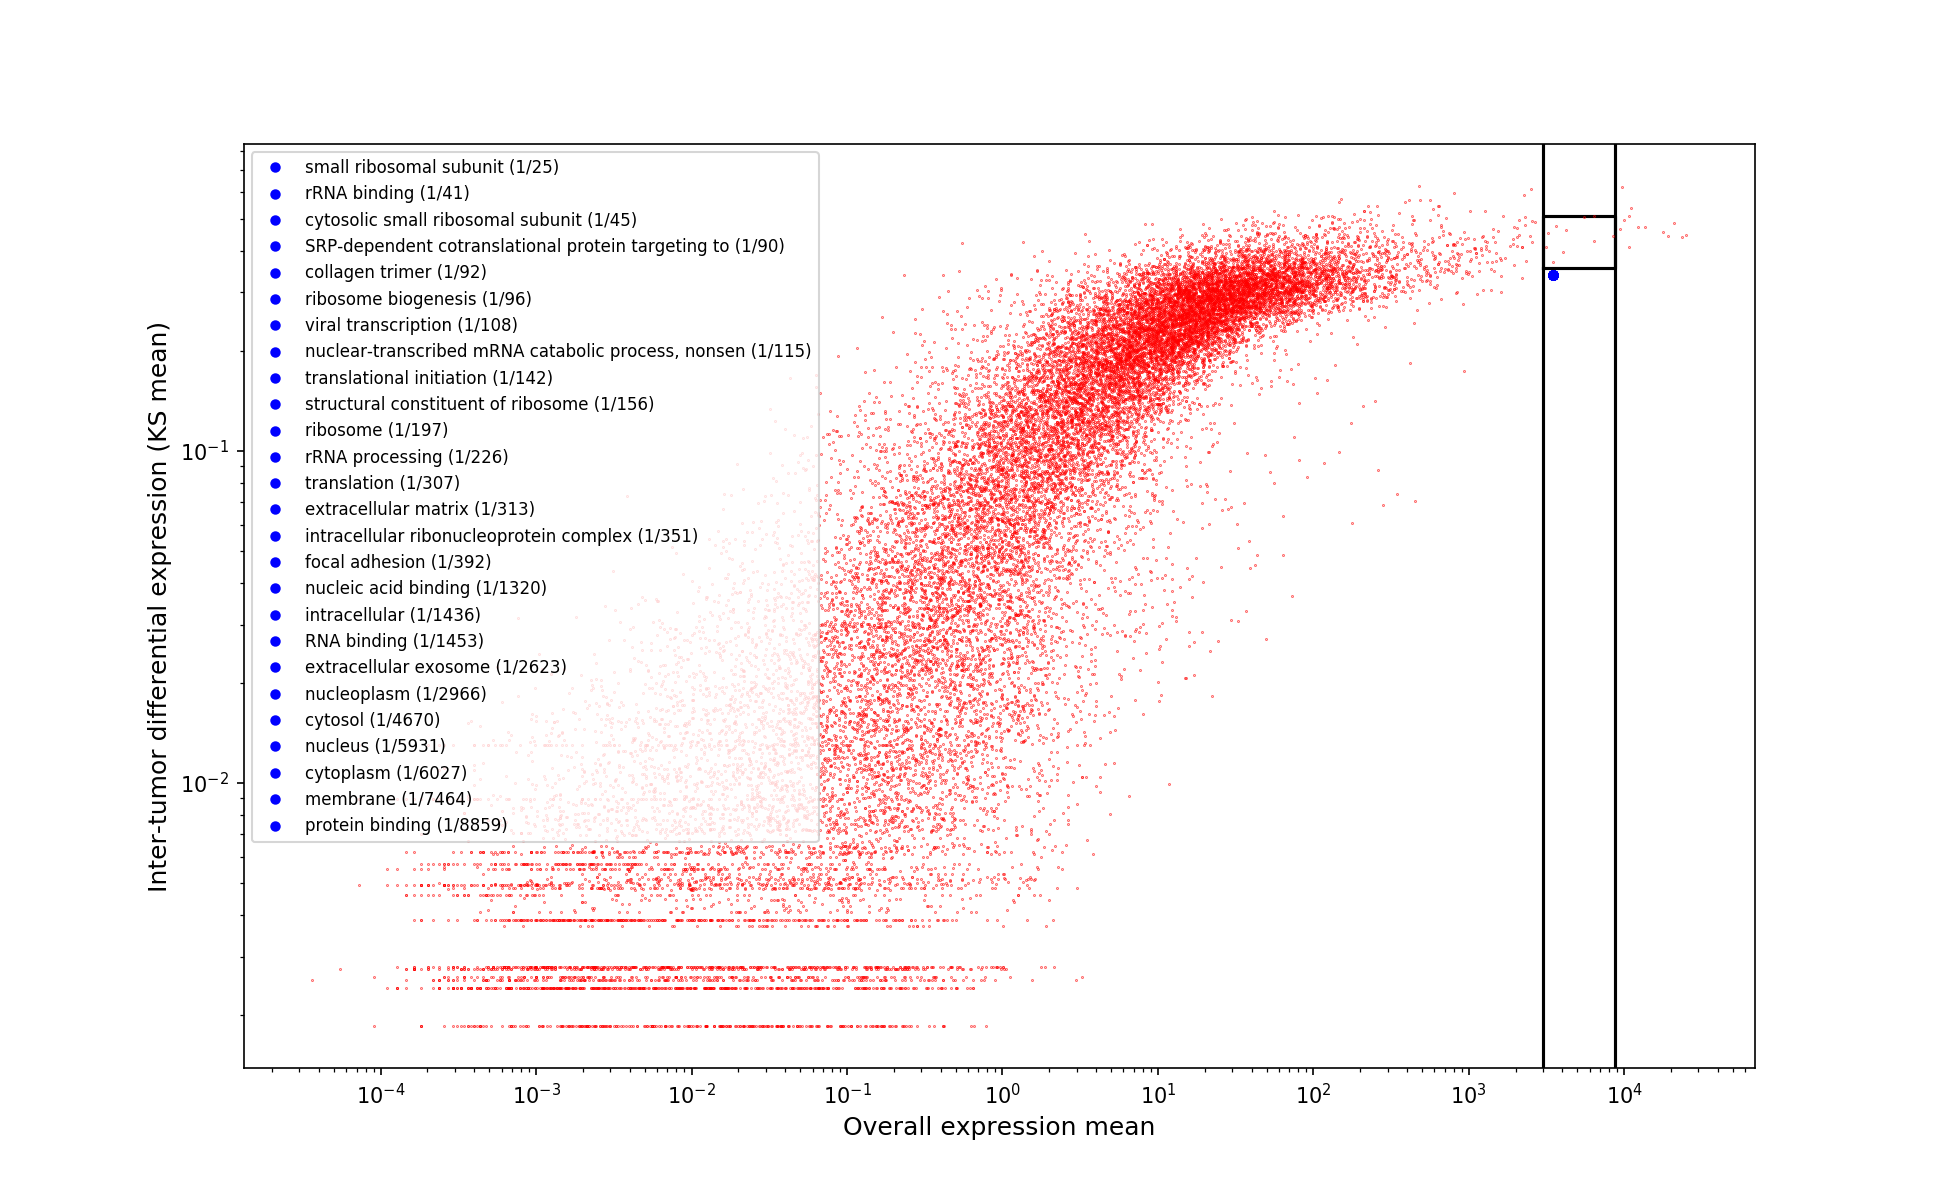 small ribosomal subunit (1/25)
rRNA binding (1/41)
cytosolic small ribosomal subunit (1/45)
SRP-dependent cotranslational protein targeting to (1/90)
collagen trimer (1/92)
ribosome biogenesis (1/96)
viral transcription (1/108)
nuclear-transcribed mRNA catabolic process, nonsen (1/115)
translational initiation (1/142)
structural constituent of ribosome (1/156)
ribosome (1/197)
rRNA processing (1/226)
translation (1/307)
extracellular matrix (1/313)
intracellular ribonucleoprotein complex (1/351)
focal adhesion (1/392)
nucleic acid binding (1/1320)
intracellular (1/1436)
RNA binding (1/1453)
extracellular exosome (1/2623)
nucleoplasm (1/2966)
cytosol (1/4670)
nucleus (1/5931)
cytoplasm (1/6027)
membrane (1/7464)
protein binding (1/8859)
Inter-tumor differential expression (KS mean)
10⁻¹
10⁻²
10⁻⁴ 10⁻³ 10⁻² 10⁻¹ 10⁰ 10¹ 10² 10³ 10⁴
Overall expression mean